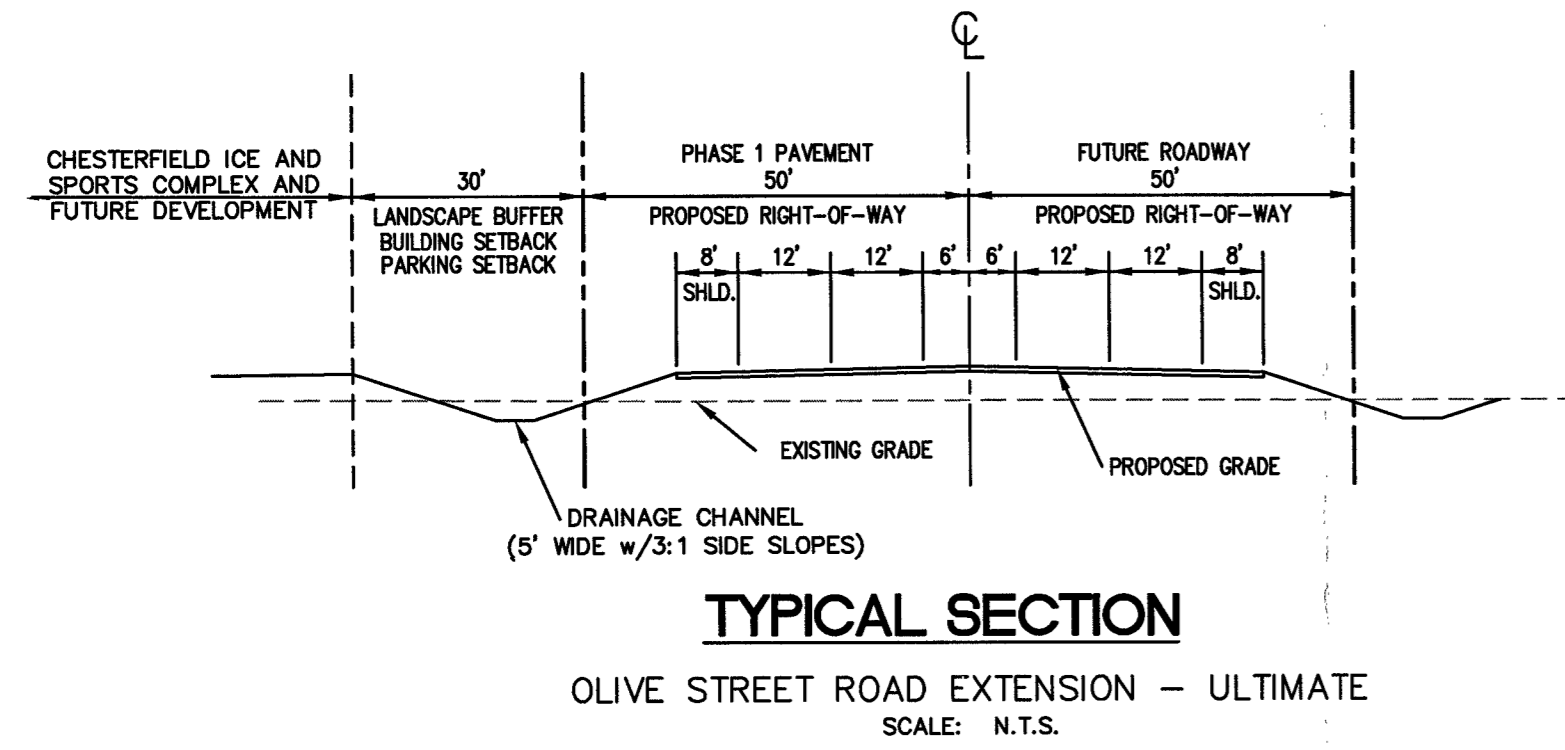 CL
CHESTERFIELD ICE AND
SPORTS COMPLEX AND
FUTURE DEVELOPMENT
30'
LANDSCAPE BUFFER
BUILDING SETBACK
PARKING SETBACK
PHASE 1 PAVEMENT
50'
PROPOSED RIGHT-OF-WAY
FUTURE ROADWAY
50'
PROPOSED RIGHT-OF-WAY
8' 12' 12' 6' 6' 12' 12' 8'
SHLD. SHLD.
EXISTING GRADE
PROPOSED GRADE
DRAINAGE CHANNEL
(5' WIDE w/3:1 SIDE SLOPES)
TYPICAL SECTION
OLIVE STREET ROAD EXTENSION - ULTIMATE
SCALE: N.T.S.